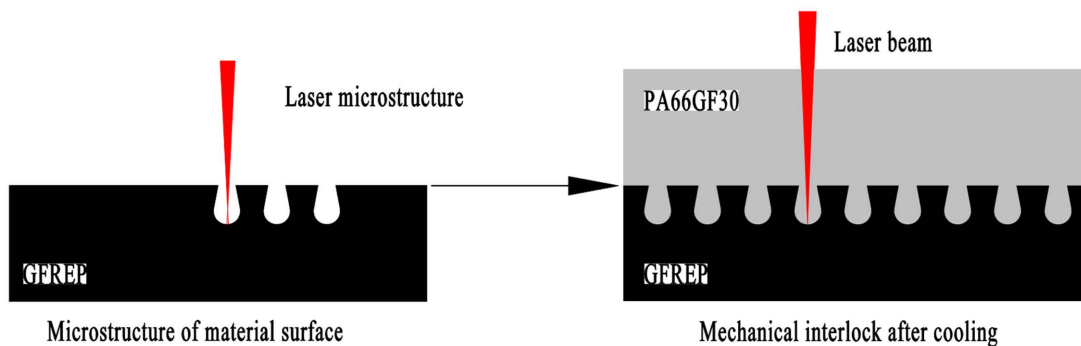 Laser microstructure
GFREP
Microstructure of material surface
Laser beam
PA66GF30
GFREP
Mechanical interlock after cooling